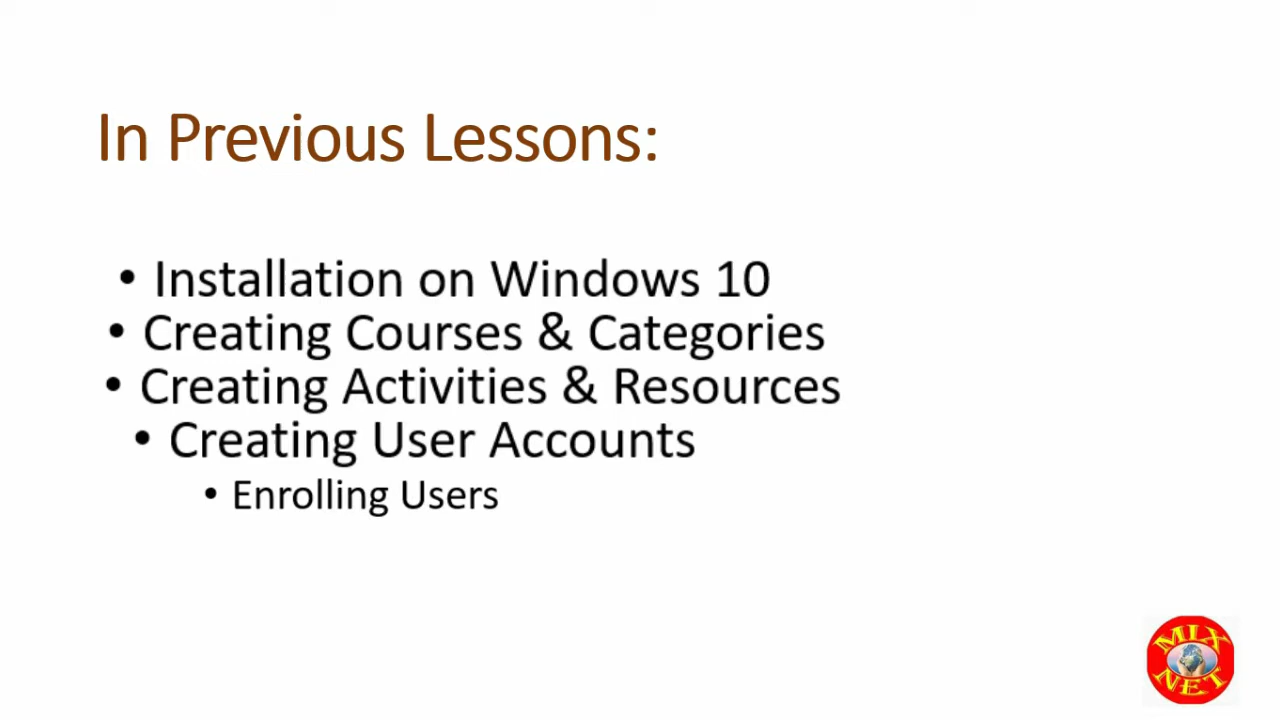 In Previous Lessons:
• Installation on Windows 10
• Creating Courses & Categories
• Creating Activities & Resources
• Creating User Accounts
• Enrolling Users
MIX
NET